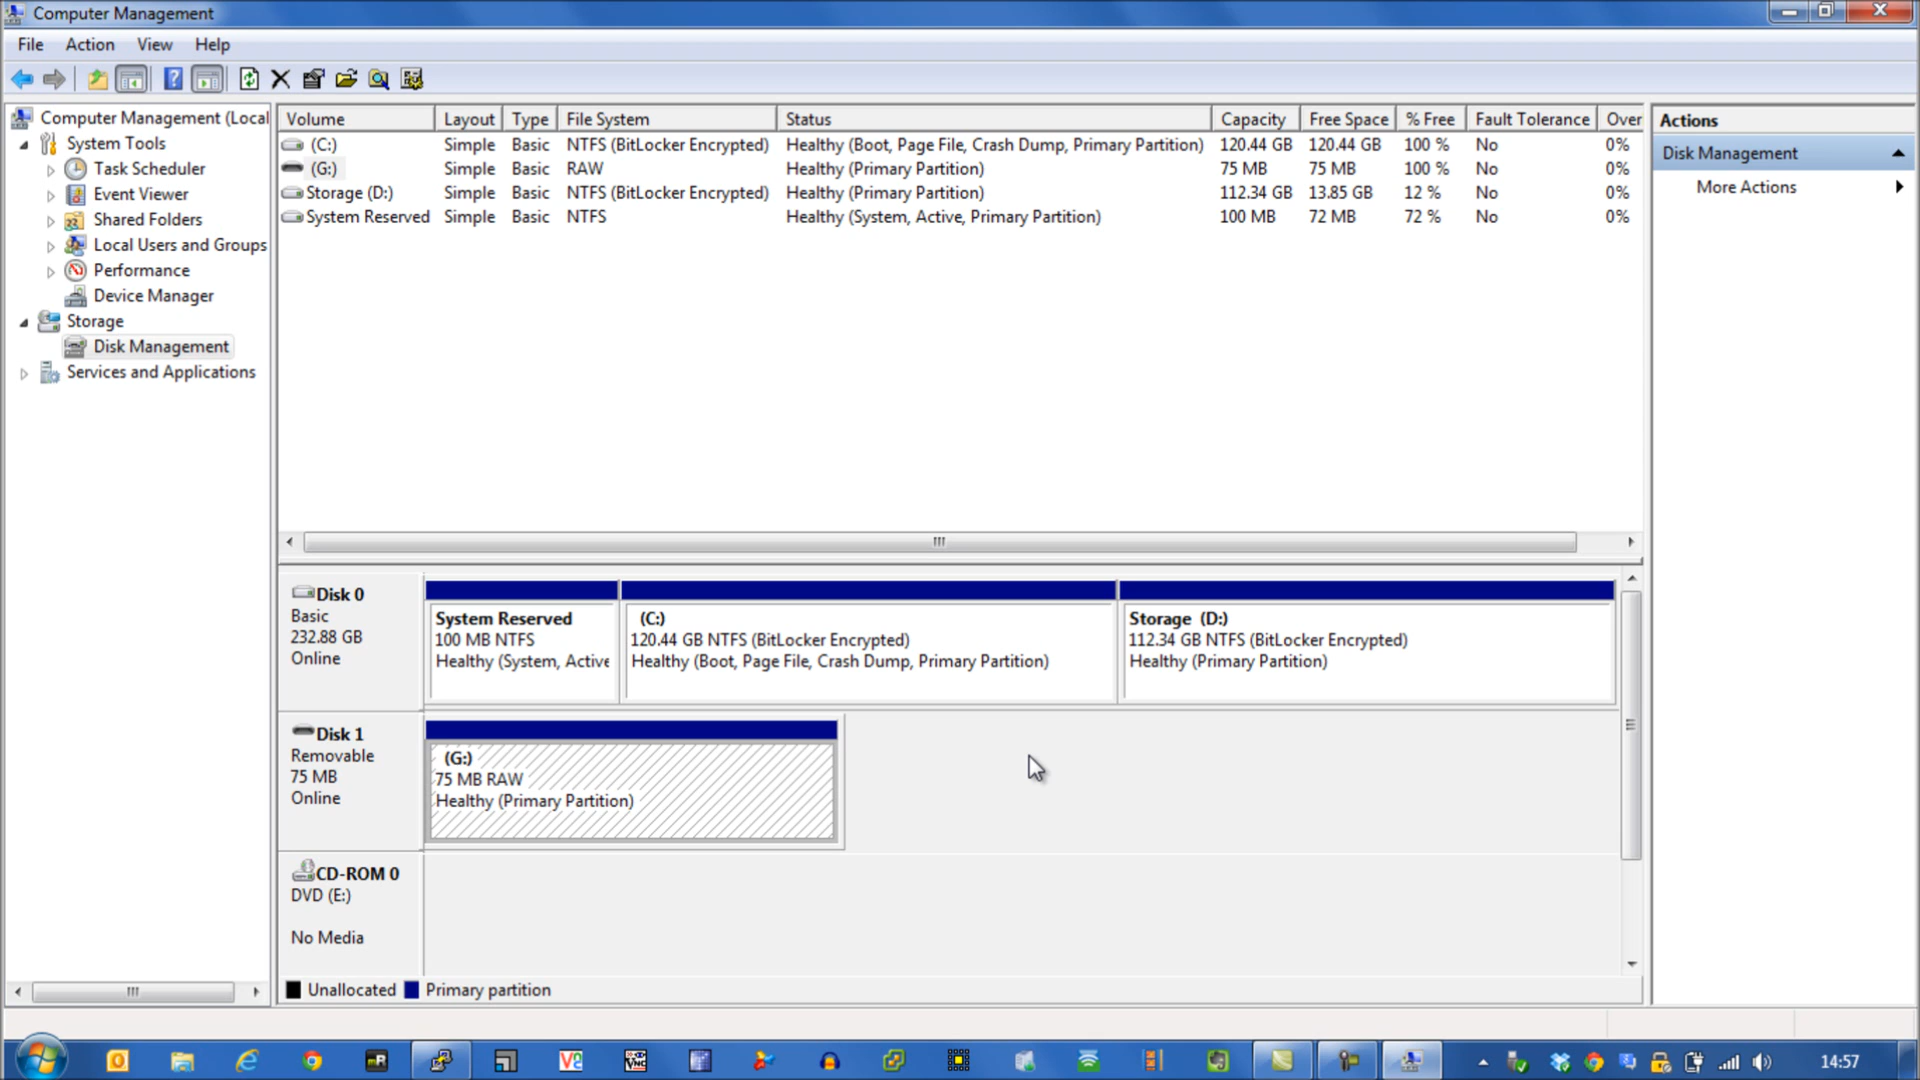 Computer Management
File Action View Help
Computer Management (Local
System Tools
Task Scheduler
Event Viewer
Shared Folders
Local Users and Groups
Performance
Device Manager
Storage
Disk Management
Services and Applications
Volume Layout Type File System Status Capacity Free Space % Free Fault Tolerance Over
(C:) Simple Basic NTFS (BitLocker Encrypted) Healthy (Boot, Page File, Crash Dump, Primary Partition) 120.44 GB 120.44 GB 100 % No 0%
(G:) Simple Basic RAW Healthy (Primary Partition) 75 MB 75 MB 100 % No 0%
Storage (D:) Simple Basic NTFS (BitLocker Encrypted) Healthy (Primary Partition) 112.34 GB 13.85 GB 12 % No 0%
System Reserved Simple Basic NTFS Healthy (System, Active, Primary Partition) 100 MB 72 MB 72 % No 0%
Disk 0
Basic
232.88 GB
Online
System Reserved
100 MB NTFS
Healthy (System, Active
(C:)
120.44 GB NTFS (BitLocker Encrypted)
Healthy (Boot, Page File, Crash Dump, Primary Partition)
Storage (D:)
112.34 GB NTFS (BitLocker Encrypted)
Healthy (Primary Partition)
Disk 1
Removable
75 MB
Online
(G:)
75 MB RAW
Healthy (Primary Partition)
CD-ROM 0
DVD (E:)
No Media
Unallocated Primary partition
Actions
Disk Management
More Actions
14:57